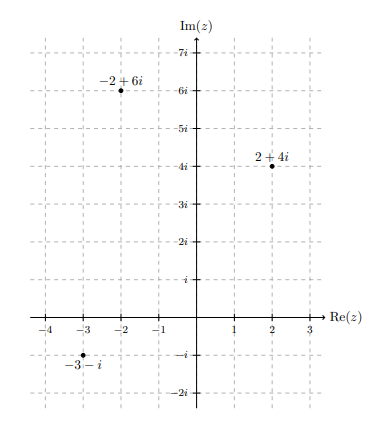 Im(z)
7i
−2 + 6i
6i
5i
2 + 4i
4i
3i
2i
i
Re(z)
−4 −3 −2 −1 1 2 3
−i
−3 − i
−2i